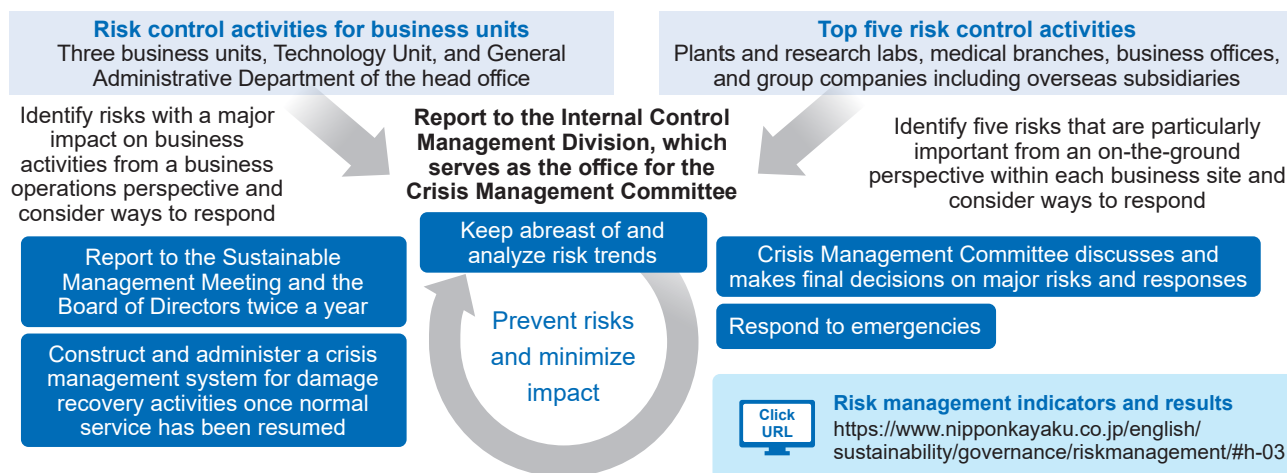 Risk control activities for business units
Three business units, Technology Unit, and General
Administrative Department of the head office
Top five risk control activities
Plants and research labs, medical branches, business offices,
and group companies including overseas subsidiaries
Identify risks with a major
impact on business
activities from a business
operations perspective and
consider ways to respond
Report to the Internal Control
Management Division, which
serves as the office for the
Crisis Management Committee
Identify five risks that are particularly
important from an on-the-ground
perspective within each business site and
consider ways to respond
Keep abreast of and
analyze risk trends
Crisis Management Committee discusses and
makes final decisions on major risks and responses
Respond to emergencies
Construct and administer a crisis
management system for damage
recovery activities once normal
service has been resumed
Report to the Sustainable
Management Meeting and the
Board of Directors twice a year
Prevent risks
and minimize
impact
Click
URL
Risk management indicators and results
https://www.nipponkayaku.co.jp/english/
sustainability/governance/riskmanagement/#h-03